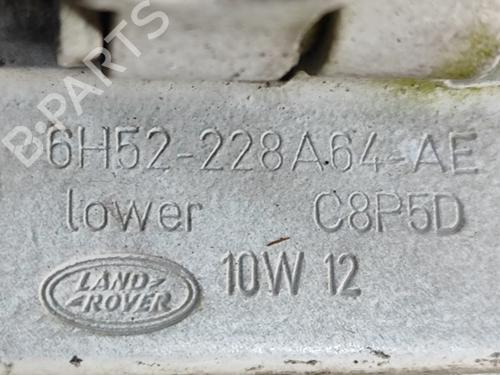 B-PARTS
6H52-228A64-AE
lower C8P5D
LAND
ROVER
10W 12